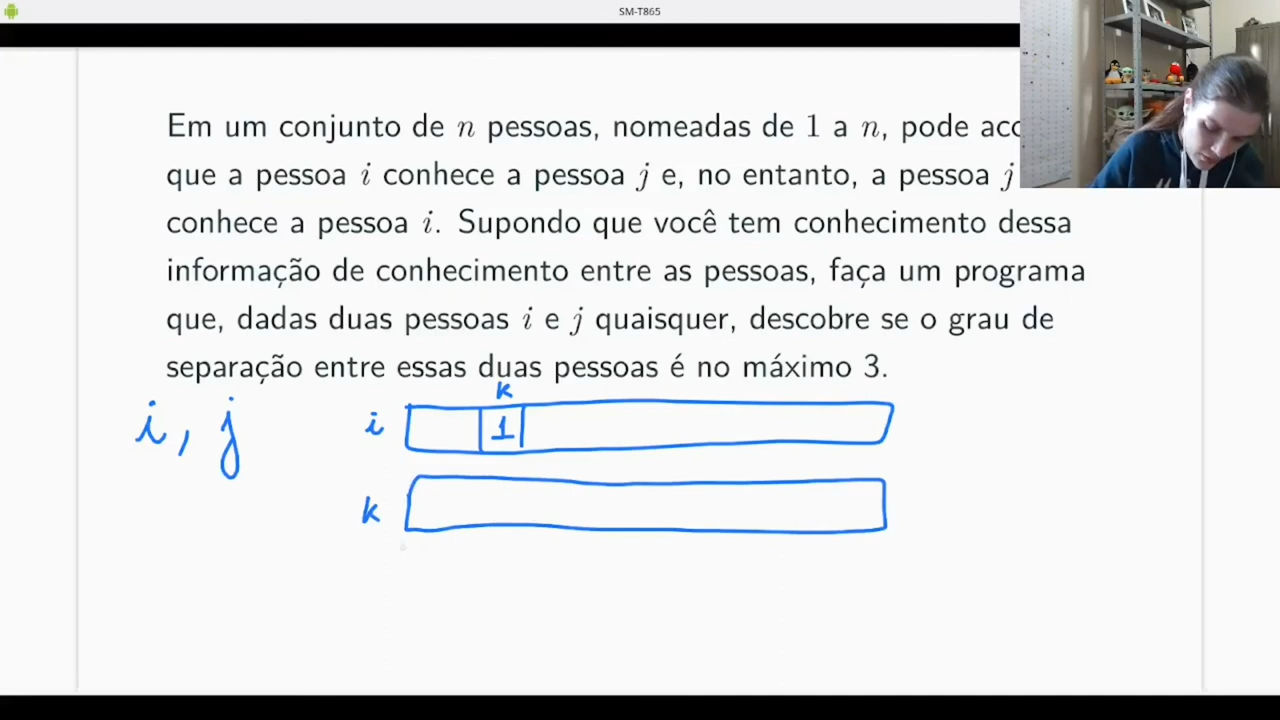 SM-T865
Em um conjunto de n pessoas, nomeadas de 1 a n, pode
que a pessoa i conhece a pessoa j e, no entanto, a pessoa j
conhece a pessoa i. Supondo que você tem conhecimento dessa
informação de conhecimento entre as pessoas, faça um programa
que, dadas duas pessoas i e j quaisquer, descobre se o grau de
separação entre essas duas pessoas é no máximo 3.
k
i, j i 1
k